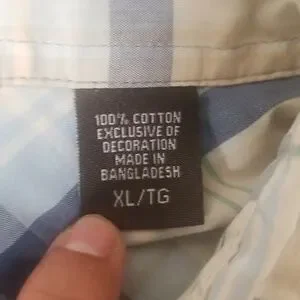 100% COTTON
EXCLUSIVE OF
DECORATION
MADE IN
BANGLADESH
XL/TG